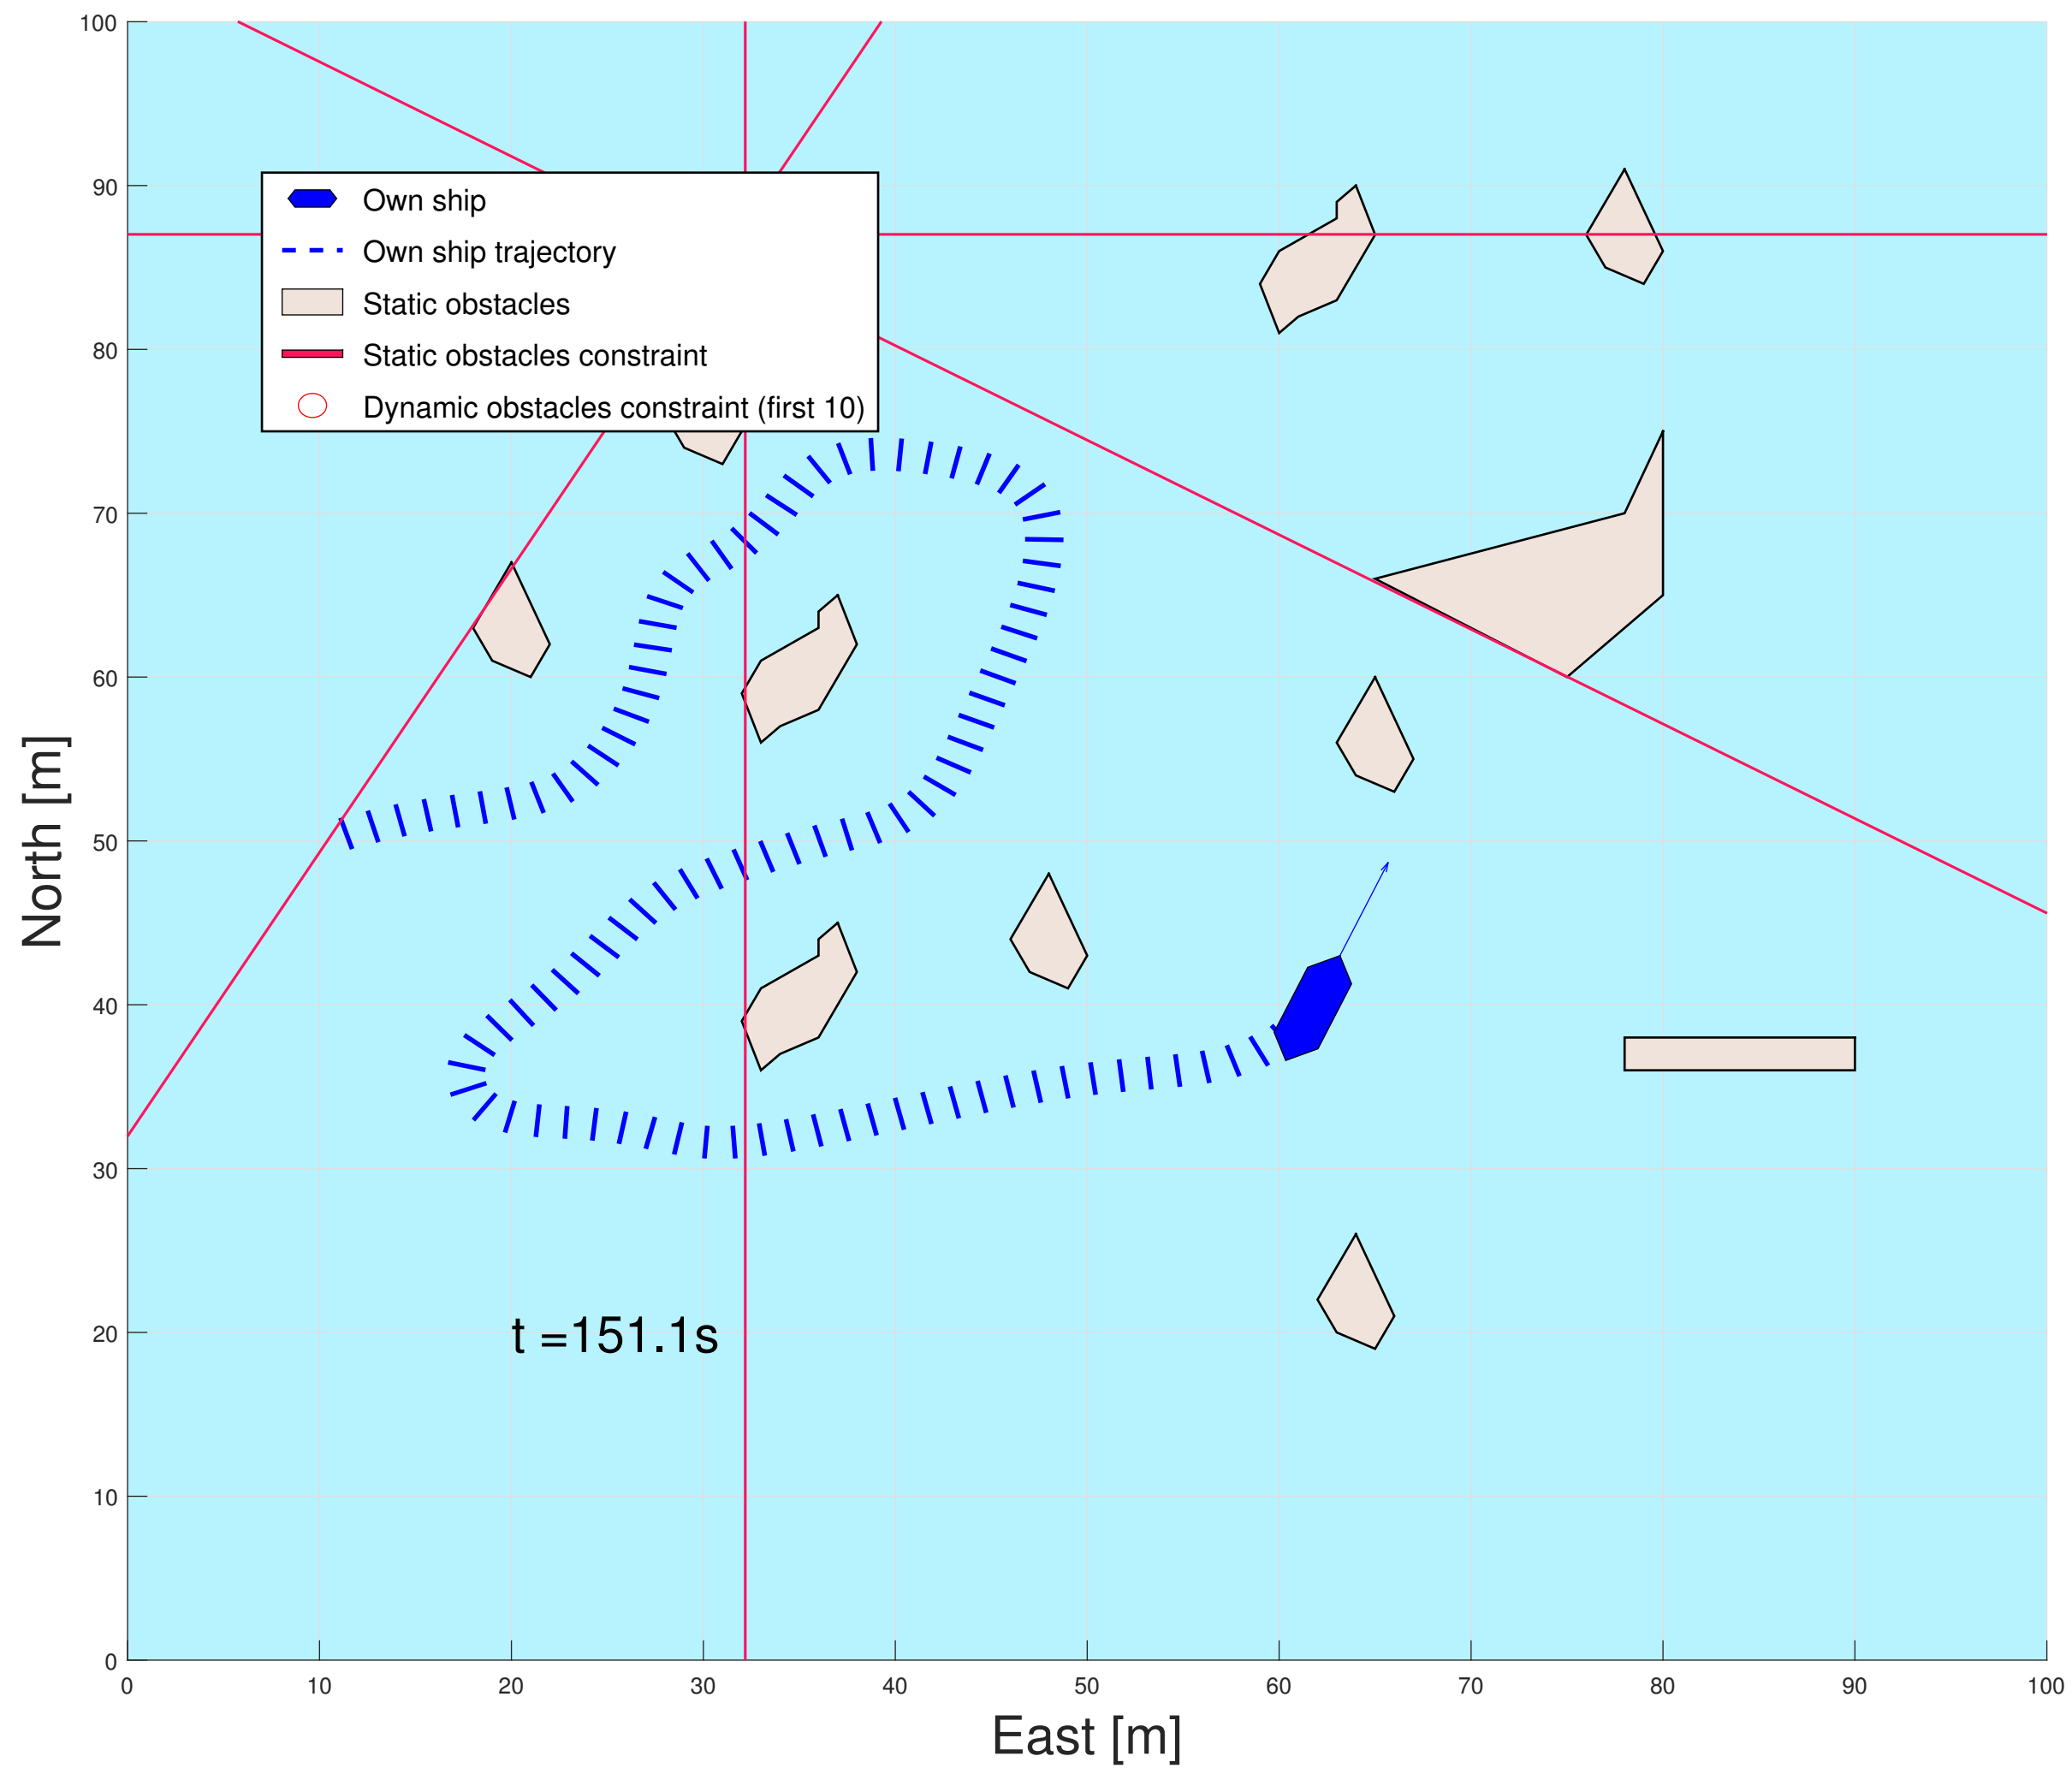 100
90
80
70
60
50
40
30
20
10
0
North [m]
Own ship
Own ship trajectory
Static obstacles
Static obstacles constraint
Dynamic obstacles constraint (first 10)
t =151.1s
0 10 20 30 40 50 60 70 80 90 100
East [m]